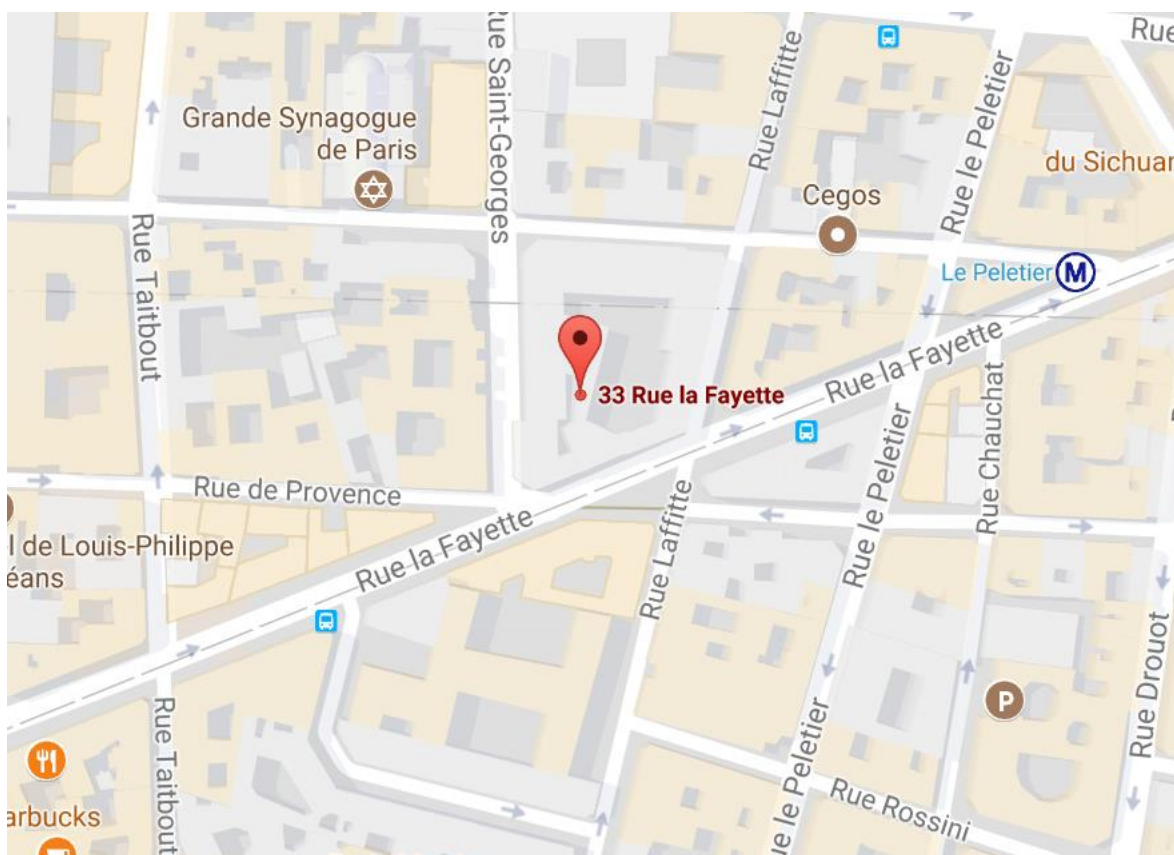 Rue
Rue Saint-Georges
Rue Laffitte
Rue le Peletier
Grande Synagogue
de Paris
du Sichuan
Cegos
Rue Taitbout
Le Peletier
M
Rue la Fayette
33 Rue la Fayette
Rue Chauchat
Rue de Provence
Rue la Fayette
Rue Laffitte
Rue le Peletier
l de Louis-Philippe
éans
Rue Drouot
P
Rue Taitbout
Rue le Peletier
Rue Rossini
arbucks